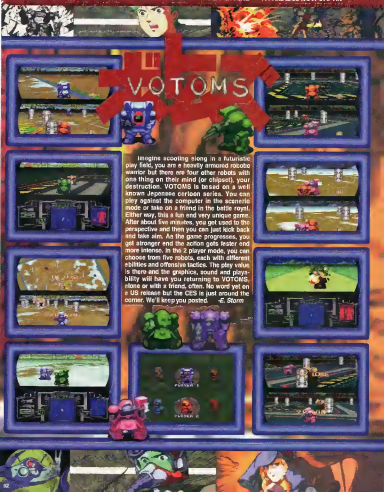 VOTOMS
Imagine scooting along in a futuristic
play field, you are a heavily armored robotic
warrior but there are four other robots with
one thing on their mind (or chipset), your
destruction. VOTOMS is based on a well
known Japanese cartoon series. You can
play against the computer in the scenerio
mode or take on a friend in the battle royal.
Either way, this a fun and very unique game.
After about five minutes, you get used to the
perspective and then you can just kick back
and take aim. As the game progresses, you
get stronger and the action gets faster and
more intense. In the 2 player mode, you can
choose from five robots, each with different
abilities and offensive tactics. The play value
is there and the graphics, sound and playa-
bility will have you returning to VOTOMS,
alone or with a friend, often. No word yet on
a US release but the CES is just around the
corner. We'll keep you posted. -E. Storm
PLAYER 1
PLAYER 2
92